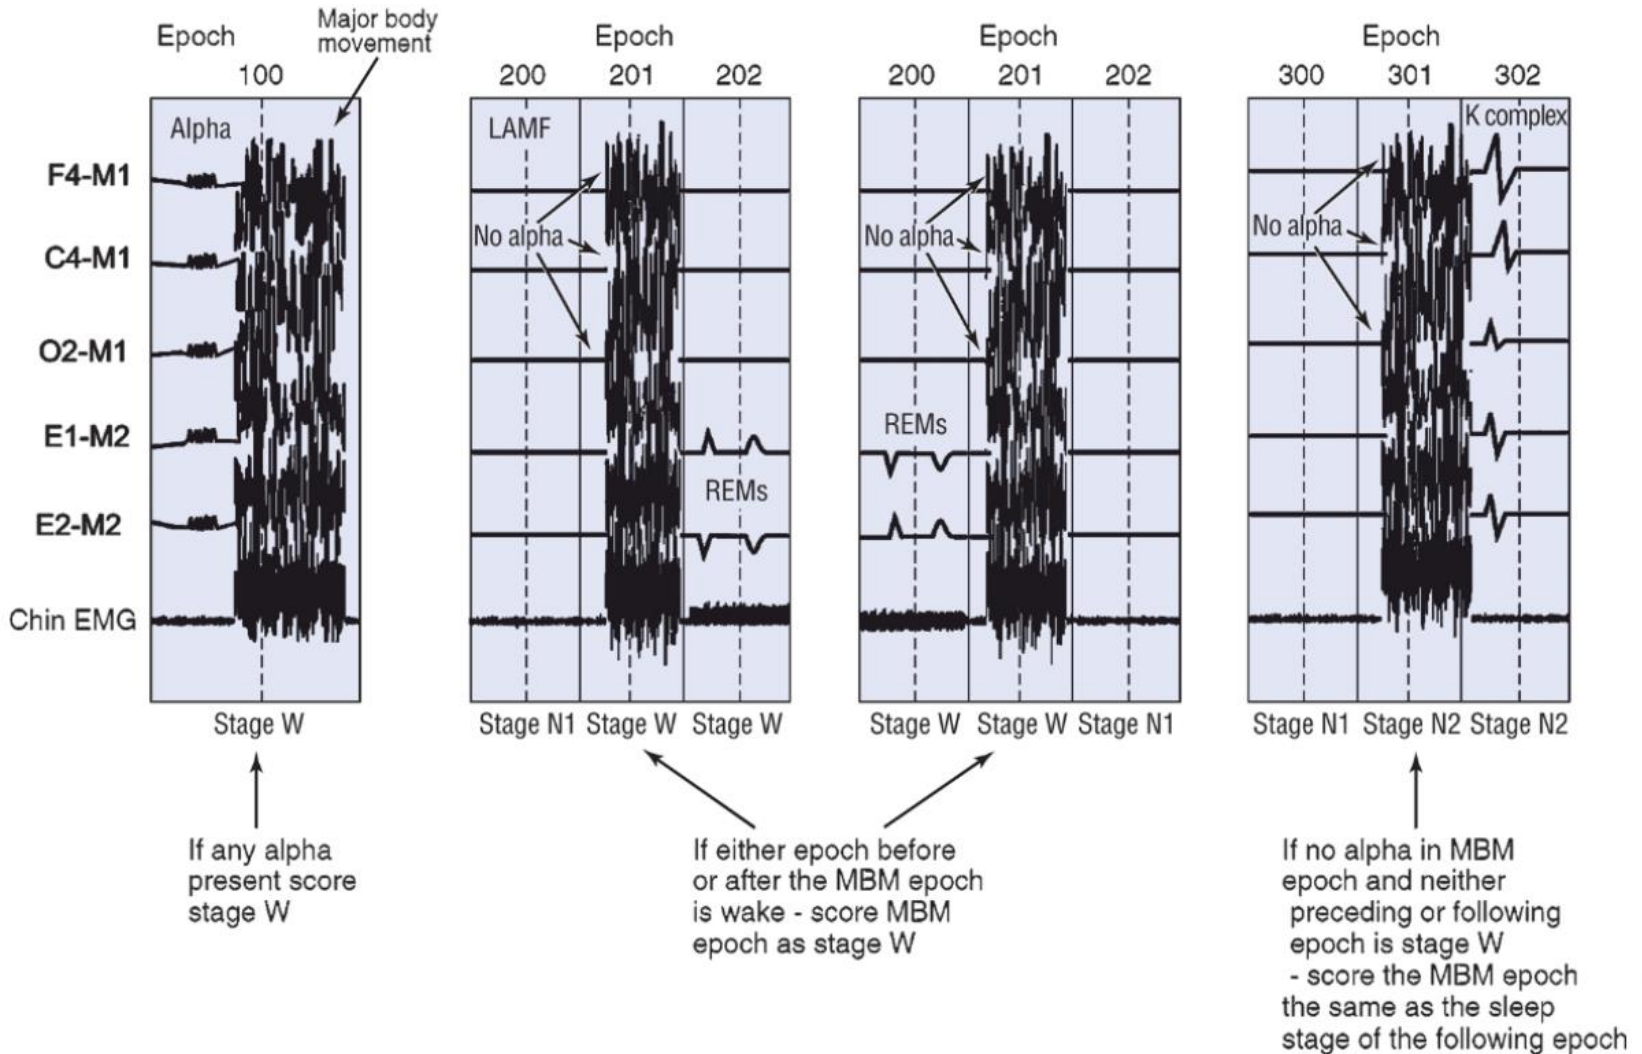 Major body
movement
Epoch
100
Epoch
200 201 202
Epoch
200 201 202
Epoch
300 301 302
Alpha
LAMF
K complex
F4-M1
C4-M1
O2-M1
E1-M2
E2-M2
Chin EMG
No alpha
No alpha
No alpha
REMs
REMs
Stage W
Stage N1 Stage W Stage W
Stage W Stage W Stage N1
Stage N1 Stage N2 Stage N2
If any alpha
present score
stage W
If either epoch before
or after the MBM epoch
is wake - score MBM
epoch as stage W
If no alpha in MBM
epoch and neither
preceding or following
epoch is stage W
- score the MBM epoch
the same as the sleep
stage of the following epoch